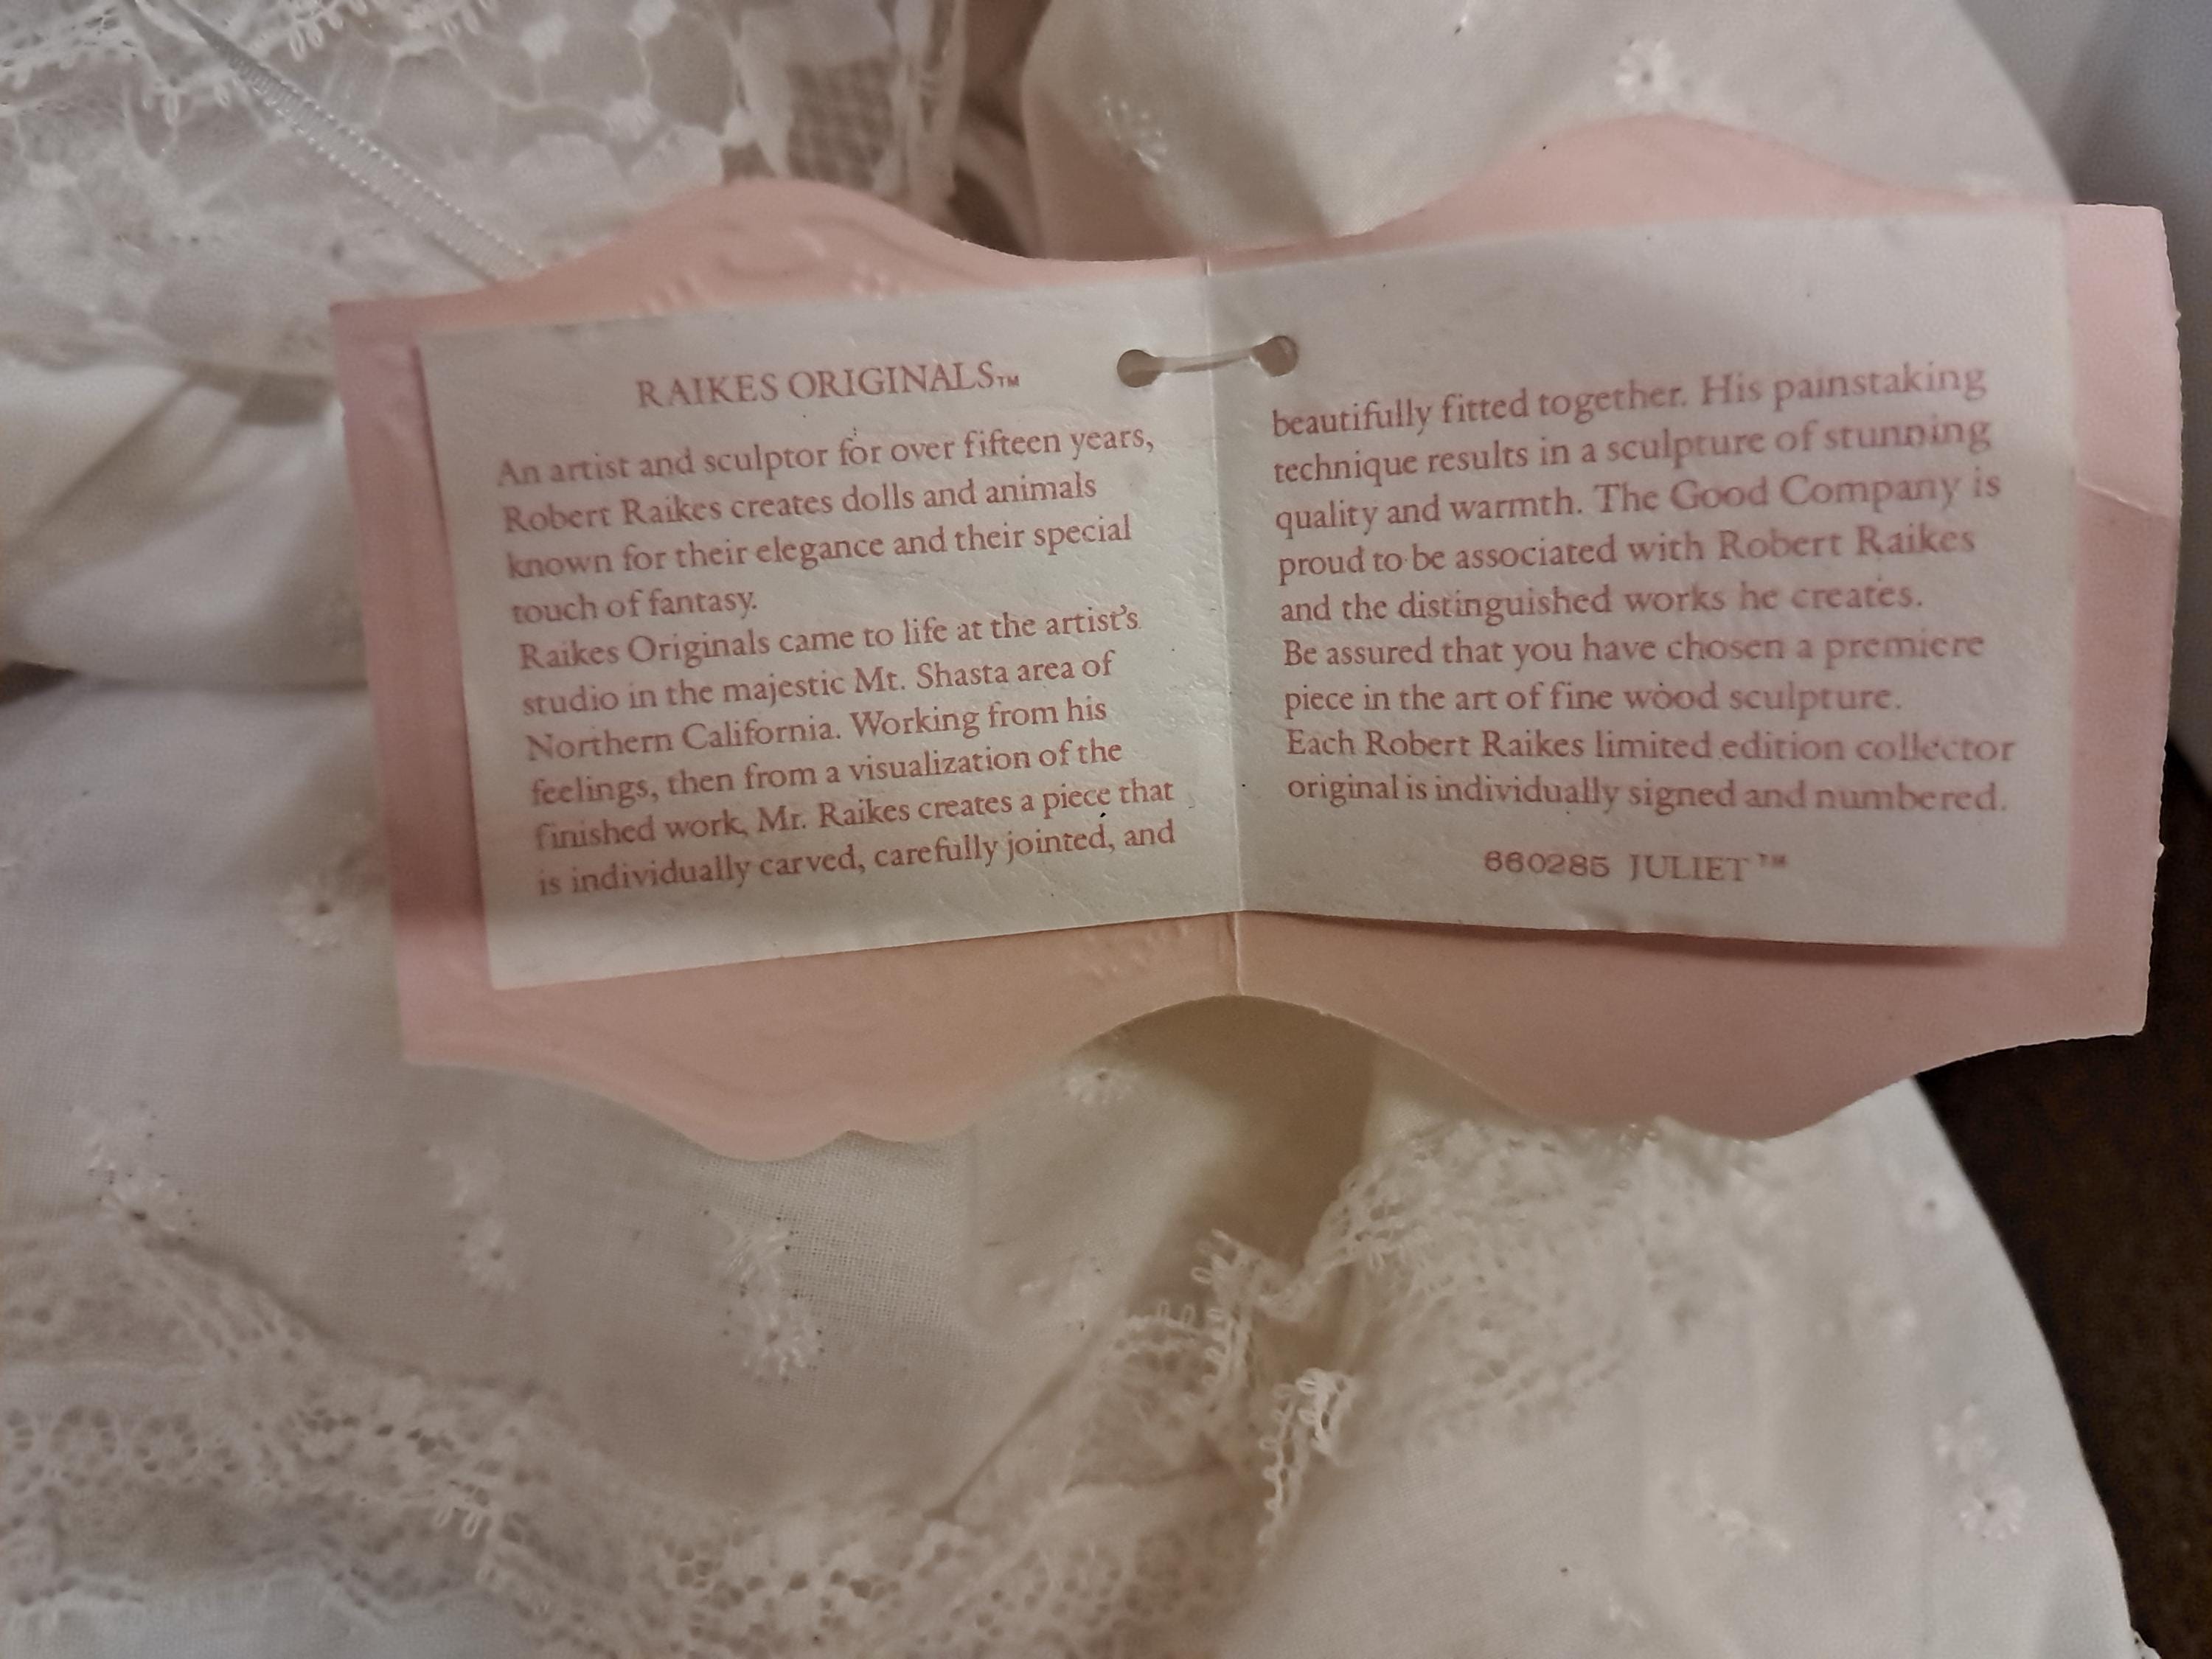 RAIKES ORIGINALS™
An artist and sculptor for over fifteen years,
Robert Raikes creates dolls and animals
known for their elegance and their special
touch of fantasy.
Raikes Originals came to life at the artist's
studio in the majestic Mt. Shasta area of
Northern California. Working from his
feelings, then from a visualization of the
finished work, Mr. Raikes creates a piece that
is individually carved, carefully jointed, and
beautifully fitted together. His painstaking
technique results in a sculpture of stunning
quality and warmth. The Good Company is
proud to be associated with Robert Raikes
and the distinguished works he creates.
Be assured that you have chosen a premiere
piece in the art of fine wood sculpture.
Each Robert Raikes limited edition collector
original is individually signed and numbered.
660285 JULIET™